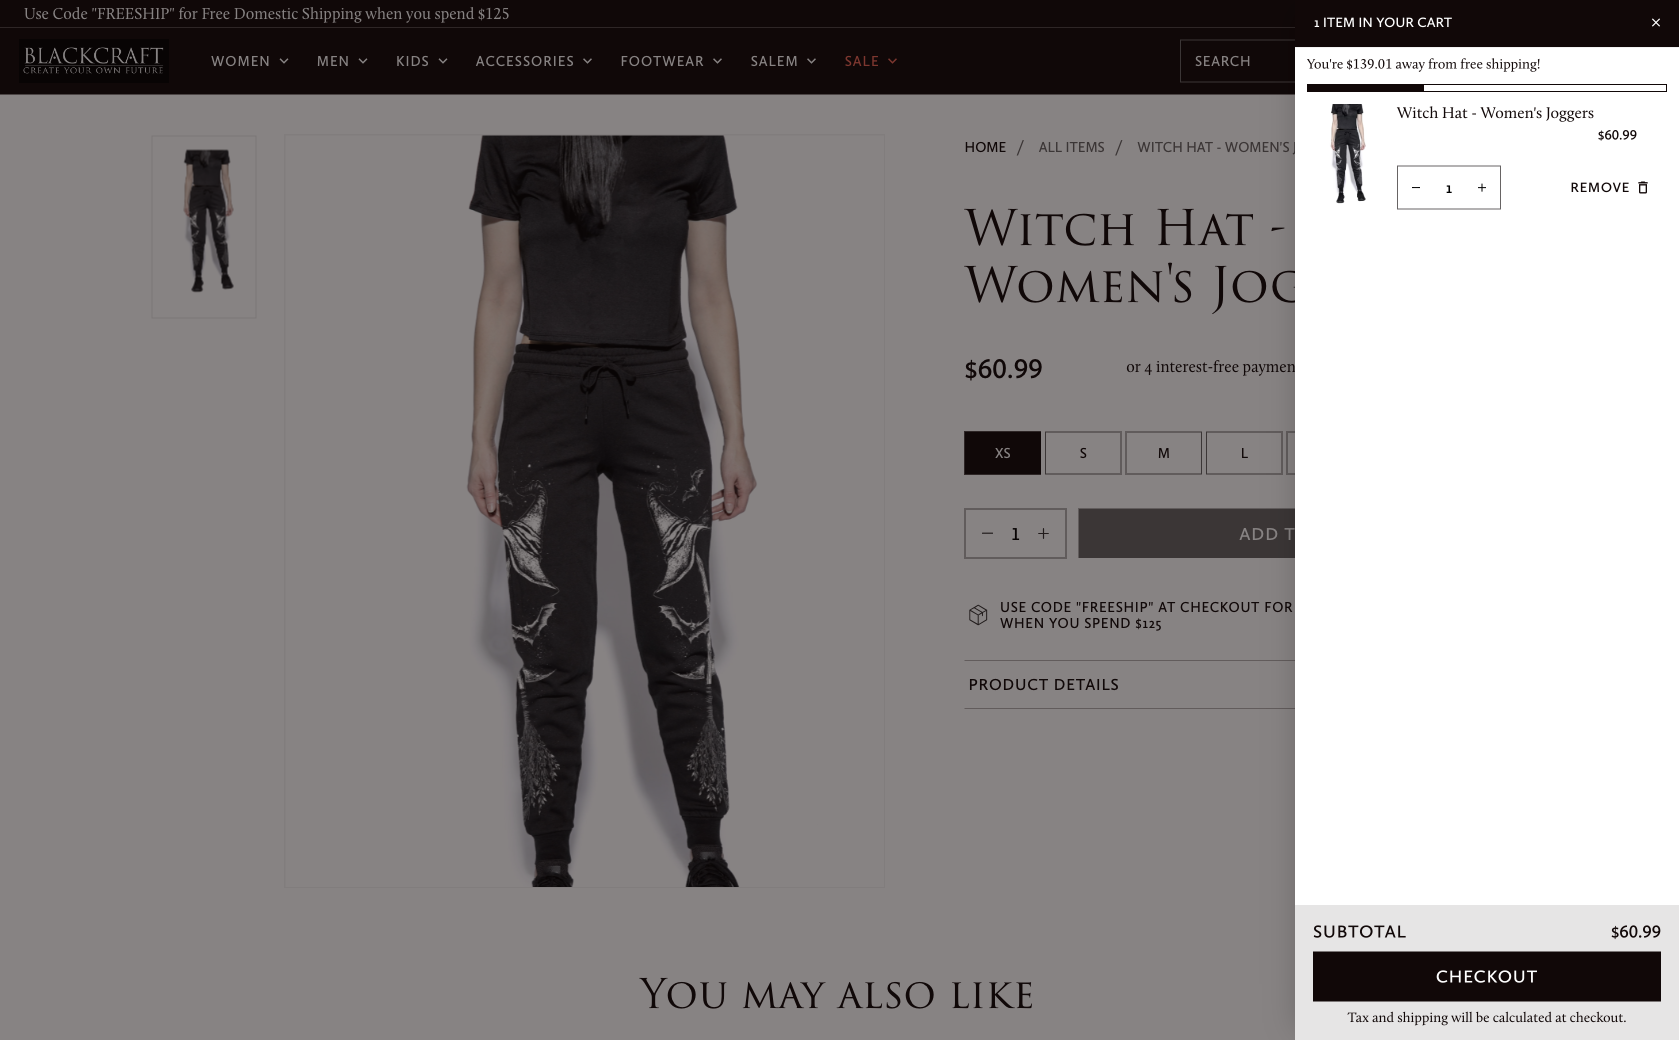 Use Code "FREESHIP" for Free Domestic Shipping when you spend $125
BLACKCRAFT
CREATE YOUR OWN FUTURE
WOMEN
MEN
KIDS
ACCESSORIES
FOOTWEAR
SALEM
SALE
SEARCH
HOME / ALL ITEMS / WITCH HAT - WOMEN'S
WITCH HAT -
WOMEN'S JOG
$60.99
or 4 interest-free paymen
XS
S
M
L
− 1 +
ADD T
USE CODE "FREESHIP" AT CHECKOUT FOR
WHEN YOU SPEND $125
PRODUCT DETAILS
YOU MAY ALSO LIKE
1 ITEM IN YOUR CART
×
You're $139.01 away from free shipping!
Witch Hat - Women's Joggers
$60.99
− 1 +
REMOVE
SUBTOTAL
$60.99
CHECKOUT
Tax and shipping will be calculated at checkout.